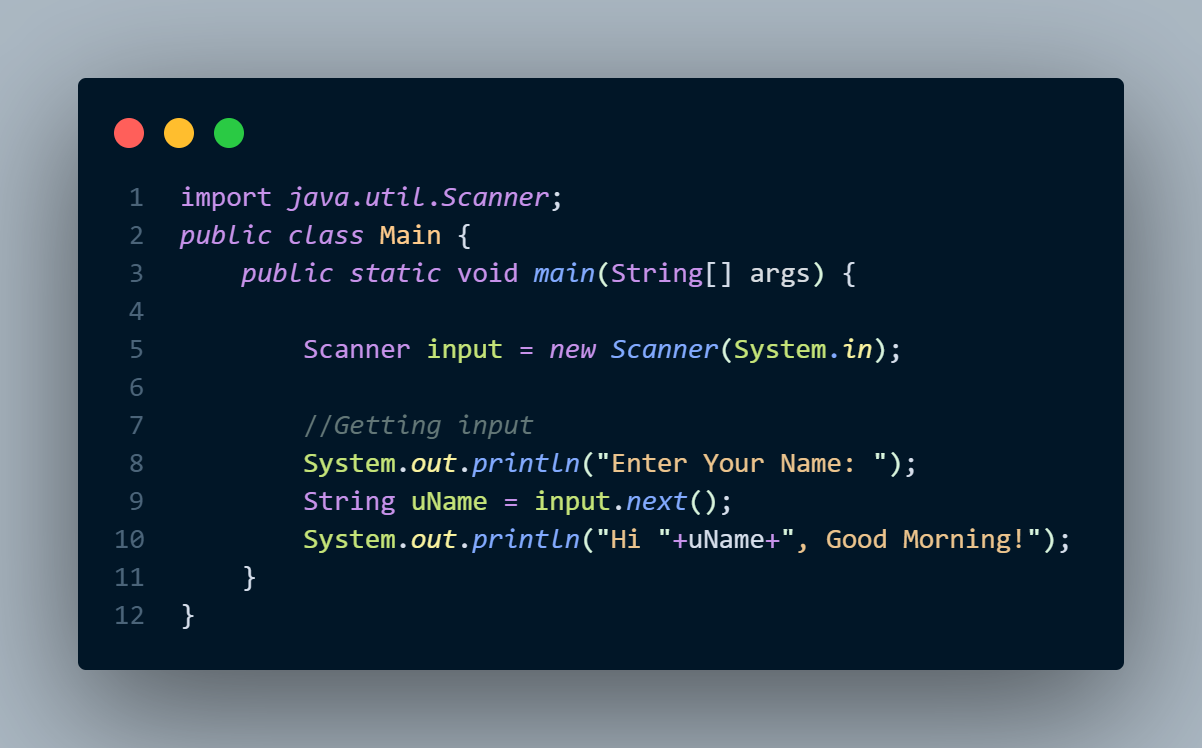 1 import java.util.Scanner;
2 public class Main {
3     public static void main(String[] args) {
4
5         Scanner input = new Scanner(System.in);
6
7         //Getting input
8         System.out.println("Enter Your Name: ");
9         String uName = input.next();
10         System.out.println("Hi "+uName+", Good Morning!");
11     }
12 }